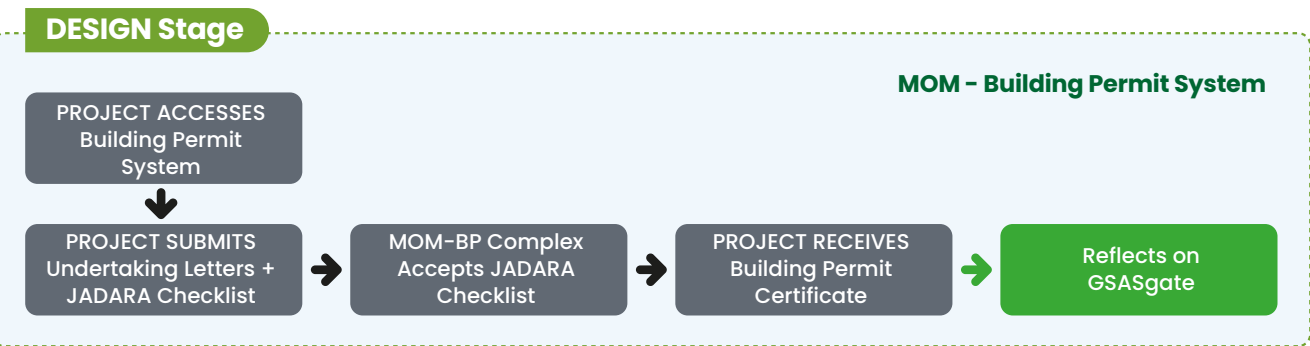 DESIGN Stage
MOM - Building Permit System
PROJECT ACCESSES
Building Permit
System
PROJECT SUBMITS
Undertaking Letters +
JADARA Checklist
MOM-BP Complex
Accepts JADARA
Checklist
PROJECT RECEIVES
Building Permit
Certificate
Reflects on
GSASgate